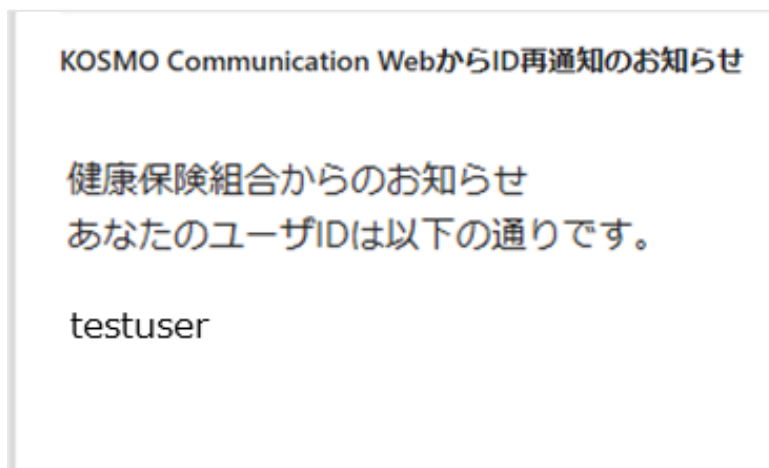 KOSMO Communication WebからID再通知のお知らせ
健康保険組合からのお知らせ
あなたのユーザIDは以下の通りです。
testuser